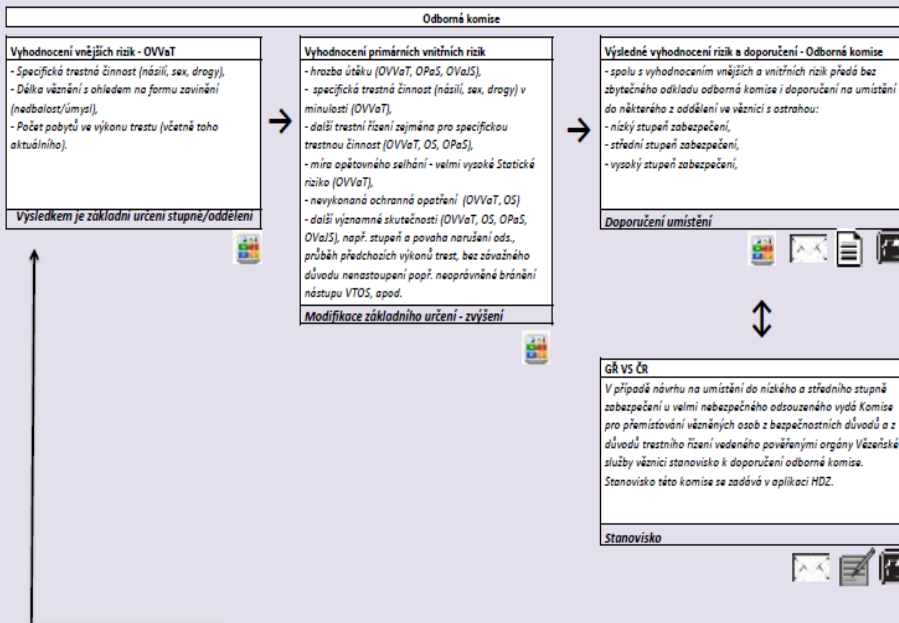 Odborná komise
Vyhodnocení vnějších rizik - OVVaT
- Specifická trestná činnost (násilí, sex, drogy),
- Délka věznění s ohledem na formu zavinění
(nedbalost/úmysl),
- Počet pobytů ve výkonu trestu (včetně toho
aktuálního).
Výsledkem je základní určení stupně/oddělení
Vyhodnocení primárních vnitřních rizik
- hrozba útěku (OVVaT, OPaS, OVaJS),
- specifická trestná činnost (násilí, sex, drogy) v
minulosti (OVVaT),
- další trestní řízení zejména pro specifickou
trestnou činnost (OVVaT, OS, OPaS),
- míra opětovného selhání - velmi vysoké Statické
riziko (OVVaT),
- nevykonaná ochranná opatření (OVVaT, OS)
- další významné skutečnosti (OVVaT, OS, OPaS,
OVaJS), např. stupeň a povaha narušení ods.,
průběh předchozích výkonů trest, bez závažného
důvodu nenastoupení popř. neoprávněné bránění
nástupu VTOS, apod.
Modifikace základního určení - zvýšení
Výsledné vyhodnocení rizik a doporučení - Odborná komise
- spolu s vyhodnocením vnějších a vnitřních rizik předá bez
zbytečného odkladu odborná komise i doporučení na umístění
do některého z oddělení ve věznici s ostrahou:
- nízký stupeň zabezpečení,
- střední stupeň zabezpečení,
- vysoký stupeň zabezpečení,
Doporučení umístění
GŘ VS ČR
V případě návrhu na umístění do nízkého a středního stupně
zabezpečení u velmi nebezpečného odsouzeného vydá Komise
pro přemísťování vězněných osob z bezpečnostních důvodů a z
důvodů trestního řízení vedeného pověřenými orgány Vězeňské
služby věznici stanovisko k doporučení odborné komise.
Stanovisko této komise se zadává v aplikaci HDZ.
Stanovisko